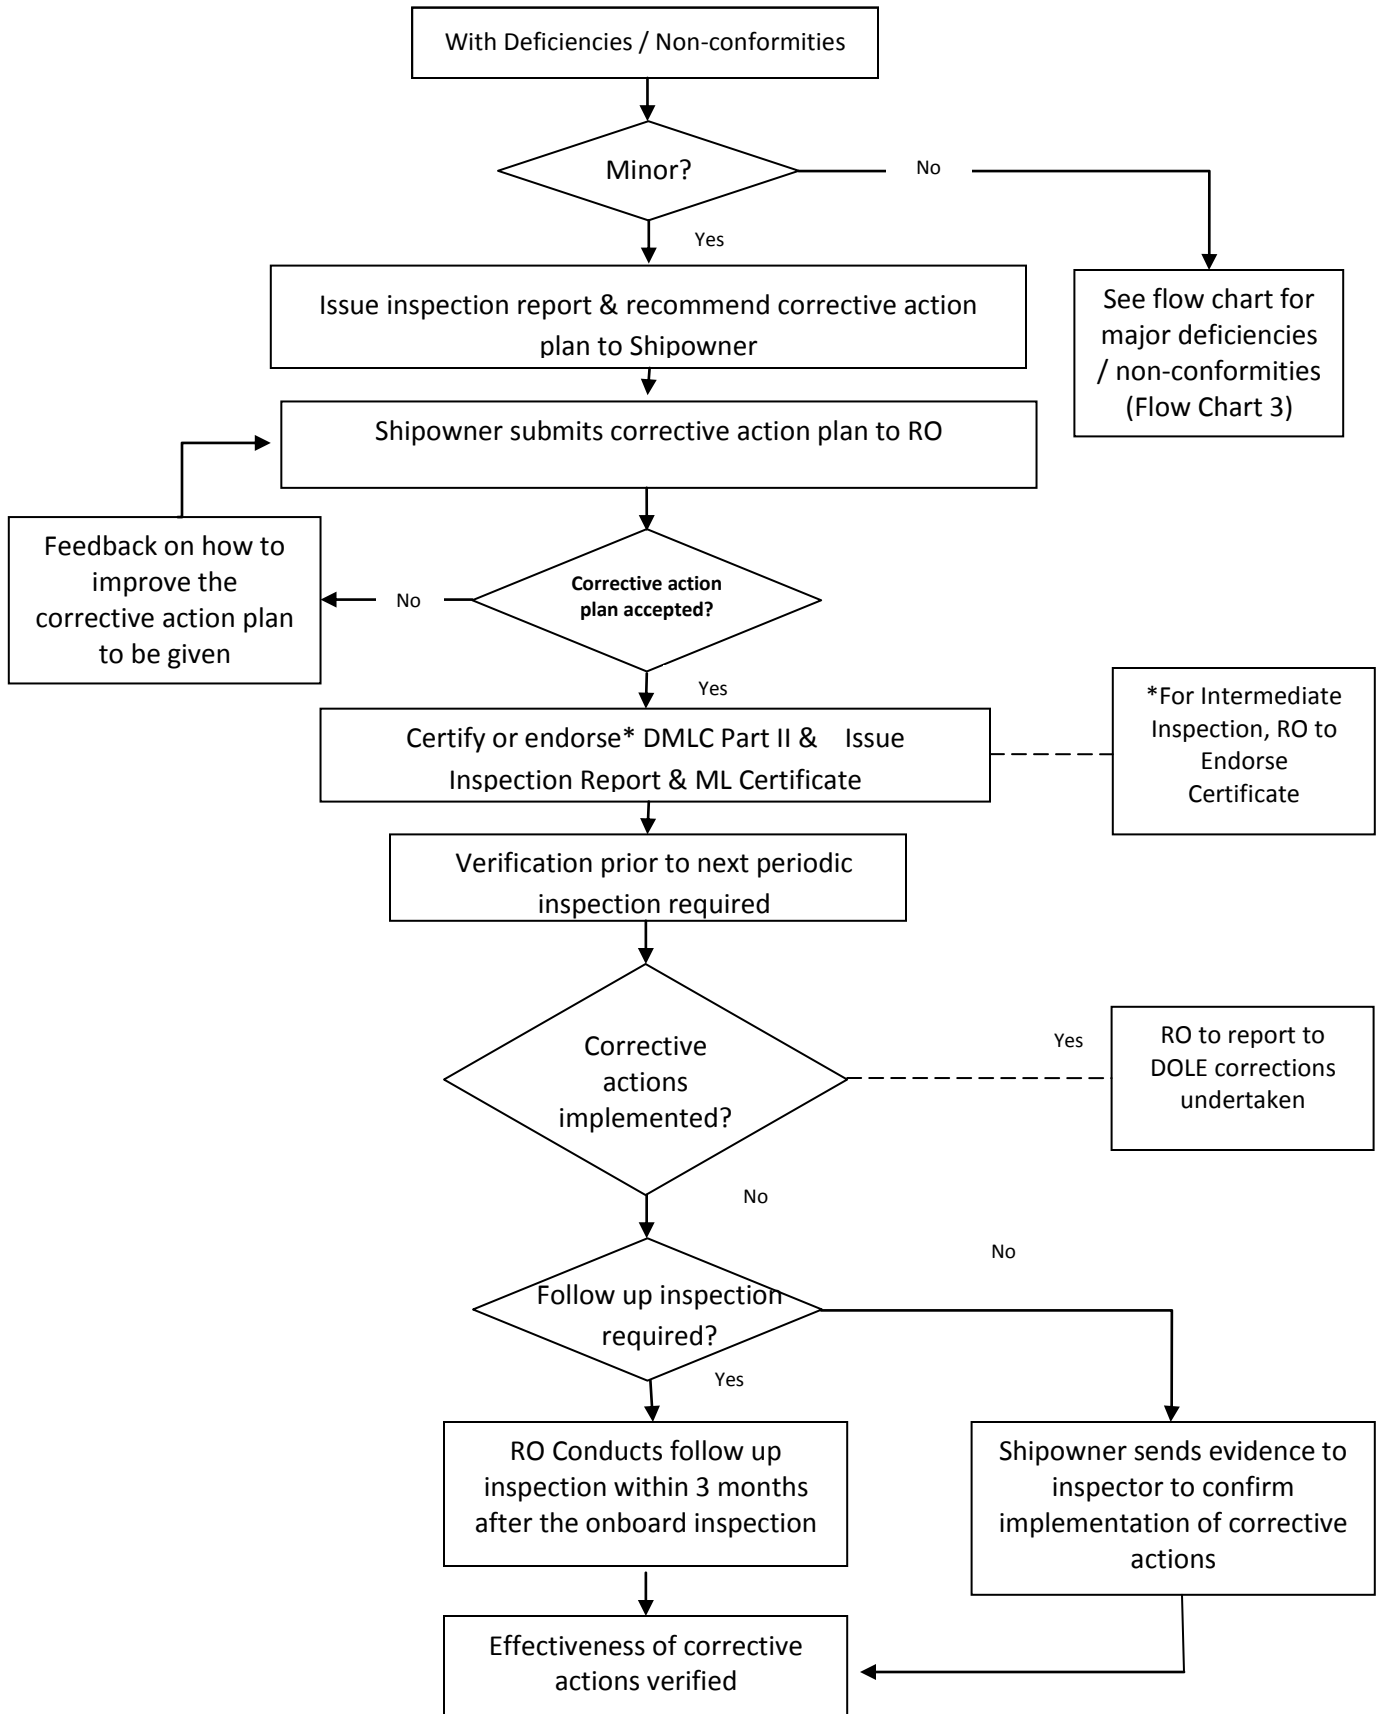 With Deficiencies / Non-conformities
Minor?
No
Yes
Issue inspection report & recommend corrective action
plan to Shipowner
See flow chart for
major deficiencies
/ non-conformities
(Flow Chart 3)
Shipowner submits corrective action plan to RO
Feedback on how to
improve the
corrective action plan
to be given
No
Corrective action
plan accepted?
Yes
Certify or endorse* DMLC Part II & Issue
Inspection Report & ML Certificate
*For Intermediate
Inspection, RO to
Endorse
Certificate
Verification prior to next periodic
inspection required
Corrective
actions
implemented?
Yes
RO to report to
DOLE corrections
undertaken
No
Follow up inspection
required?
No
Yes
RO Conducts follow up
inspection within 3 months
after the onboard inspection
Shipowner sends evidence to
inspector to confirm
implementation of corrective
actions
Effectiveness of corrective
actions verified